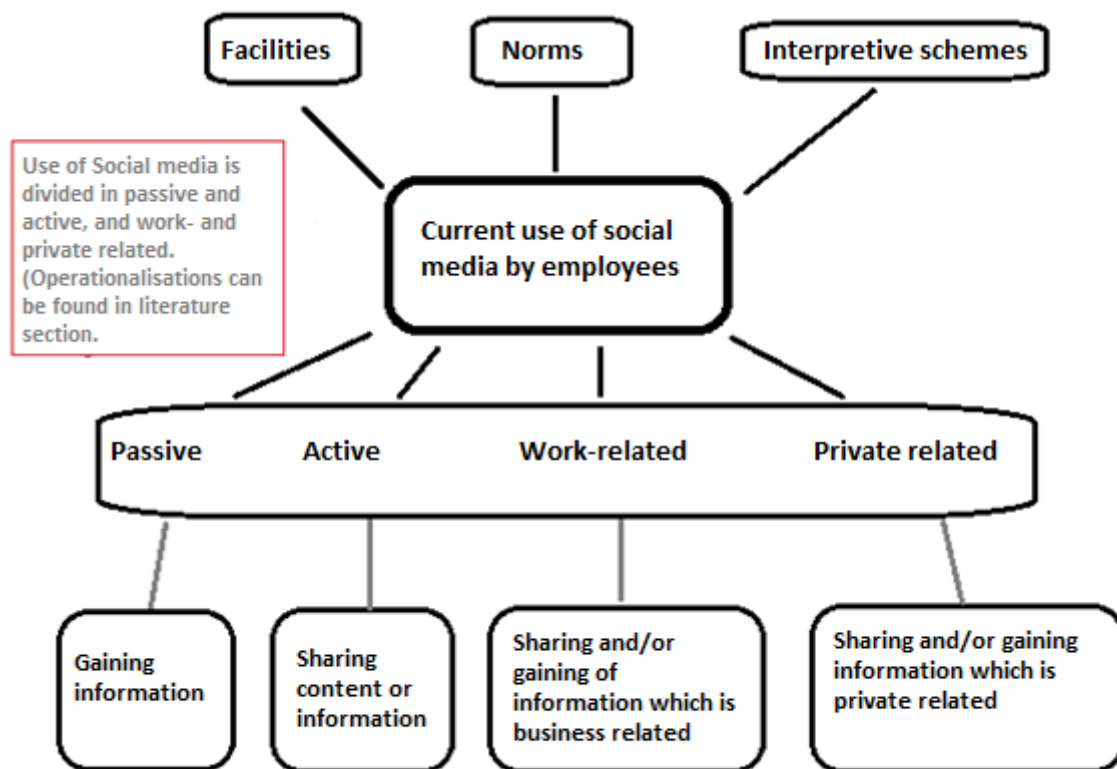 Facilities
Norms
Interpretive schemes
Use of Social media is
divided in passive and
active, and work- and
private related.
(Operationalisations can
be found in literature
section.
Current use of social
media by employees
Passive
Active
Work-related
Private related
Gaining
information
Sharing
content or
information
Sharing and/or
gaining of
information which is
business related
Sharing and/or gaining
information which is
private related